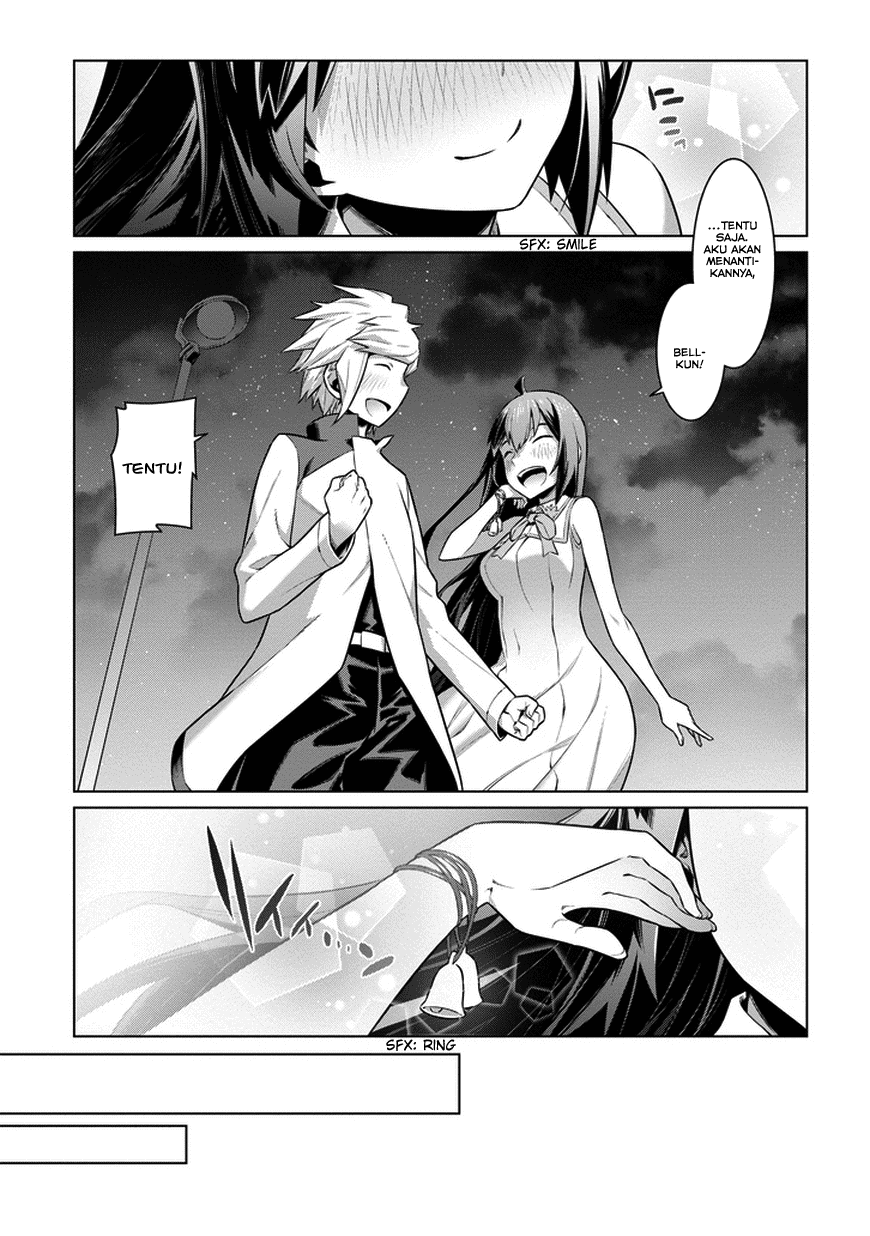 SFX: SMILE
...TENTU
SAJA.
AKU AKAN
MENANTI-
KANNYA,
BELL-
KUN!
TENTU!
SFX: RING